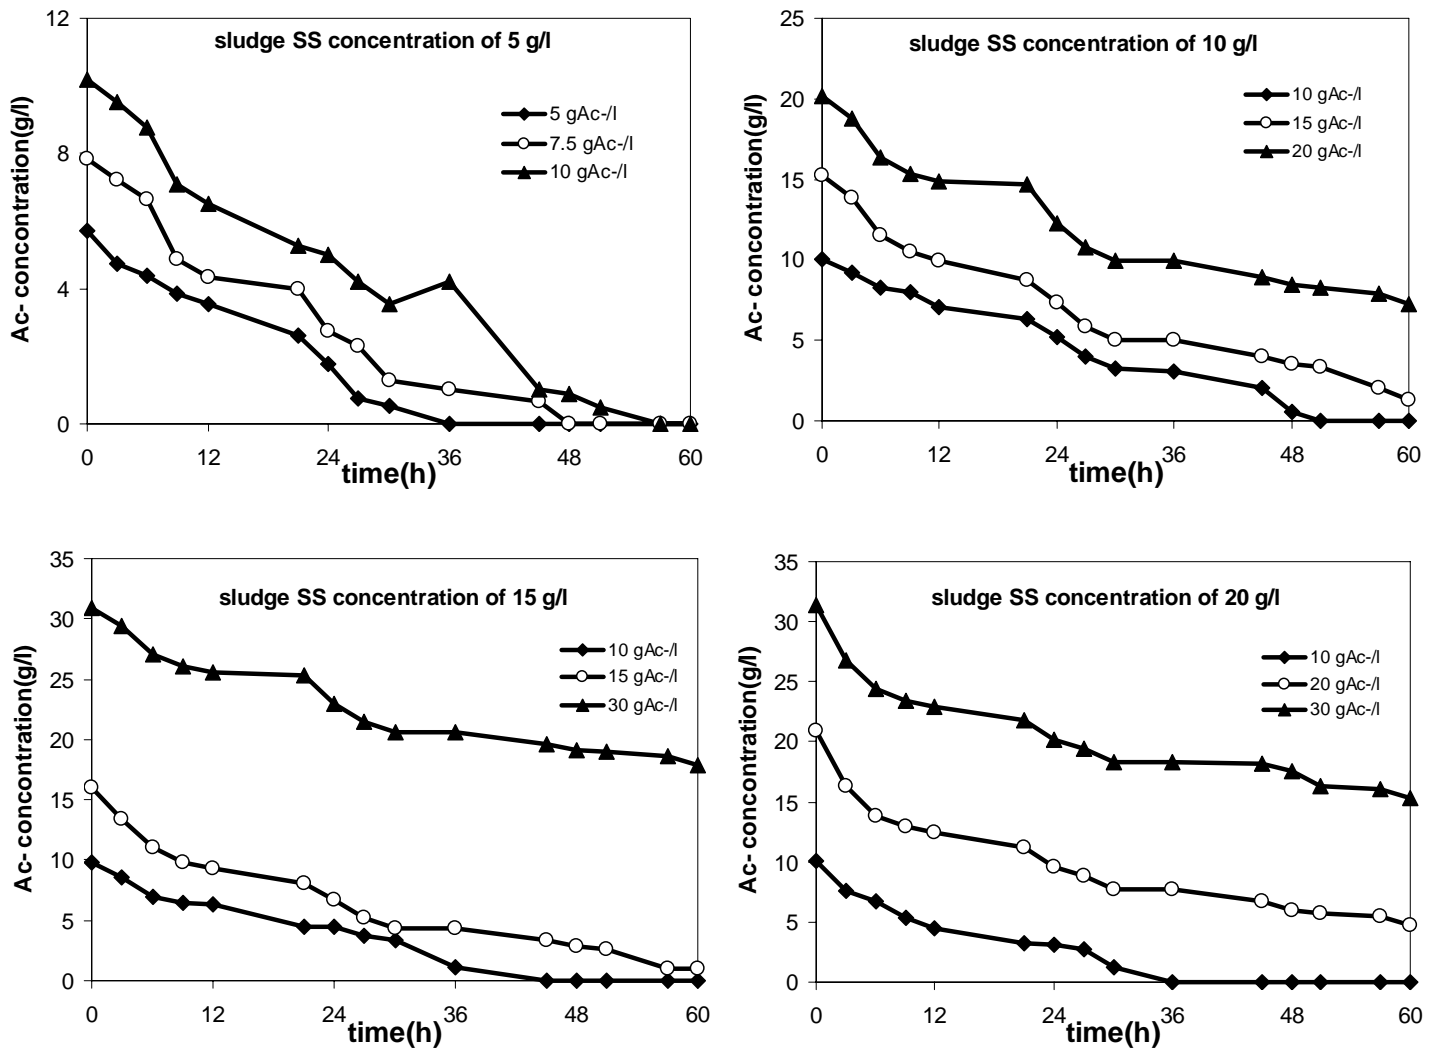 sludge SS concentration of 5 g/l
Ac- concontration(g/l)
12
8
4
0
5 gAc-/l
7.5 gAc-/l
10 gAc-/l
0 12 24 36 48 60
time(h)
sludge SS concentration of 10 g/l
Ac- concontration(g/l)
25
20
15
10
5
0
10 gAc-/l
15 gAc-/l
20 gAc-/l
0 12 24 36 48 60
time(h)
sludge SS concentration of 15 g/l
Ac- concontration(g/l)
35
30
25
20
15
10
5
0
10 gAc-/l
15 gAc-/l
30 gAc-/l
0 12 24 36 48 60
time(h)
sludge SS concentration of 20 g/l
Ac- concontration(g/l)
35
30
25
20
15
10
5
0
10 gAc-/l
20 gAc-/l
30 gAc-/l
0 12 24 36 48 60
time(h)